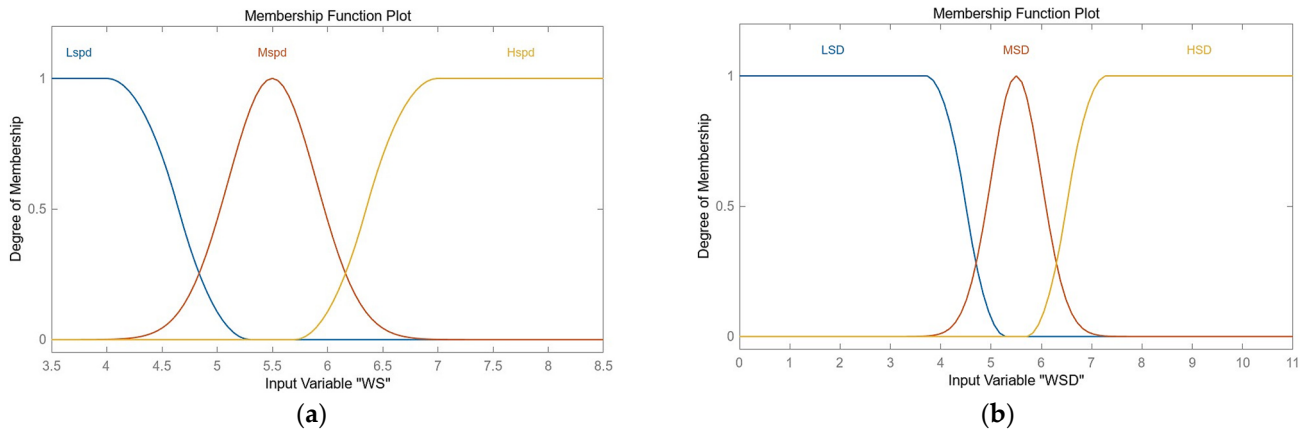 Membership Function Plot
Lspd Mspd Hspd
1
0.5
0
Degree of Membership
3.5 4 4.5 5 5.5 6 6.5 7 7.5 8 8.5
Input Variable "WS"
(a)
Membership Function Plot
LSD MSD HSD
1
0.5
0
Degree of Membership
0 1 2 3 4 5 6 7 8 9 10 11
Input Variable "WSD"
(b)